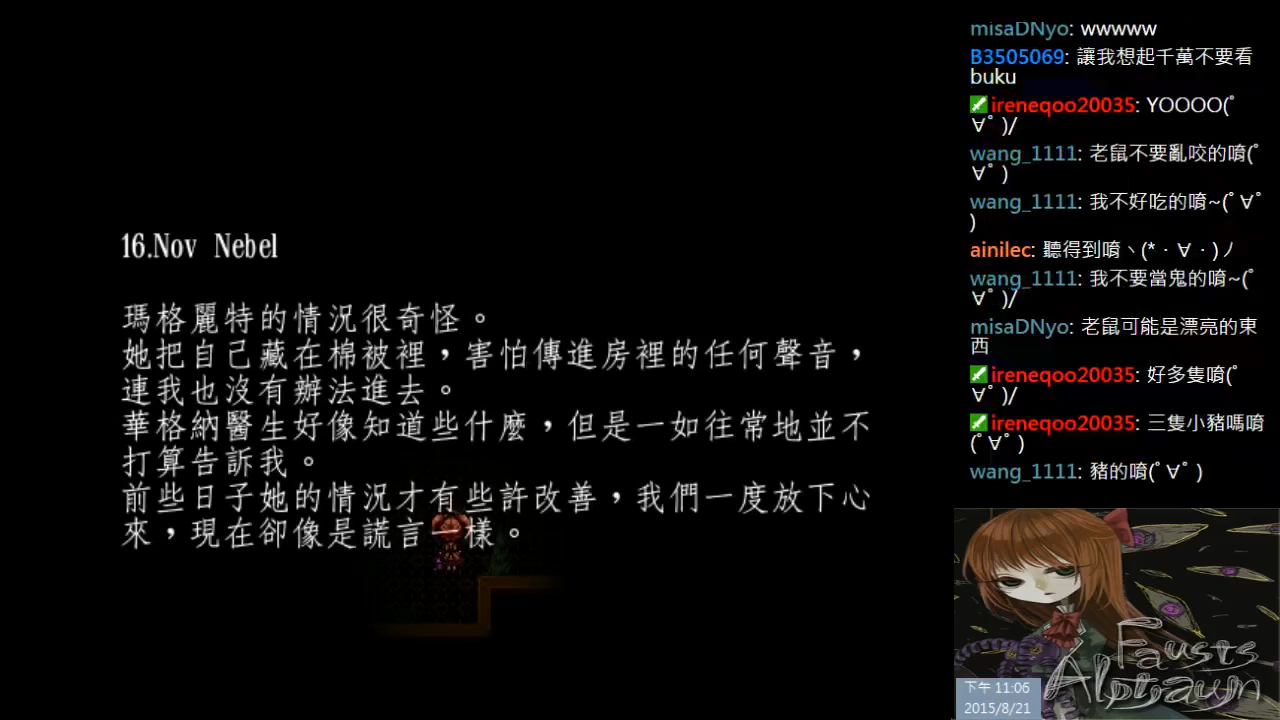 16.Nov Nebel
瑪格麗特的情況很奇怪。
她把自己藏在棉被裡，害怕傳進房裡的任何聲音，
連我也沒有辦法進去。
華格納醫生好像知道些什麼，但是一如往常地並不
打算告訴我。
前些日子她的情況才有些許改善，我們一度放下心
來，現在卻像是謊言一樣。
misaDNyo: wwwww
B3505069: 讓我想起千萬不要看
buku
ireneqoo20035: YOOOO(ﾟ
∀ﾟ)/
wang_1111: 老鼠不要亂咬的唷(ﾟ
∀ﾟ)
wang_1111: 我不好吃的唷~(ﾟ∀ﾟ
)
ainilec: 聽得到唷ヽ(*・∀・)ﾉ
wang_1111: 我不要當鬼的唷~(ﾟ
∀ﾟ)/
misaDNyo: 老鼠可能是漂亮的東
西
ireneqoo20035: 好多隻唷(ﾟ
∀ﾟ)/
ireneqoo20035: 三隻小豬嗎唷
(ﾟ∀ﾟ)
wang_1111: 豬的唷(ﾟ∀ﾟ)
Fausts
Alptraum
下午 11:06
2015/8/21